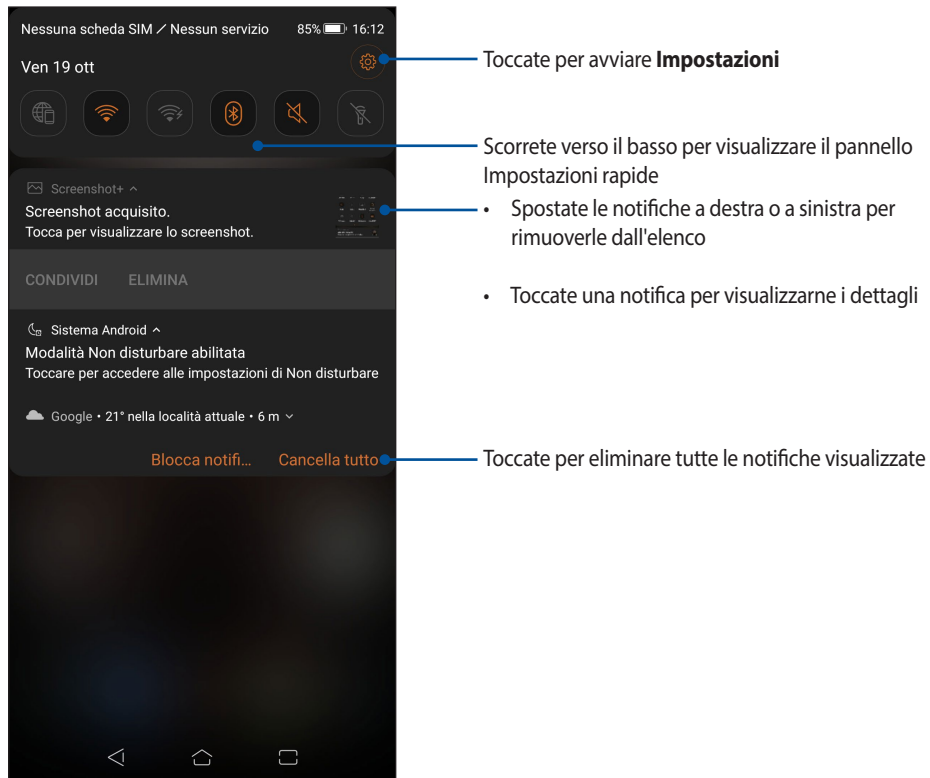 Nessuna scheda SIM / Nessun servizio 85% 16:12
Ven 19 ott
Screenshot+
Screenshot acquisito.
Tocca per visualizzare lo screenshot.
CONDIVIDI ELIMINA
Sistema Android
Modalità Non disturbare abilitata
Toccare per accedere alle impostazioni di Non disturbare
Google • 21° nella località attuale • 6 m
Blocca notifi... Cancella tutto
Toccate per avviare Impostazioni
Scorrete verso il basso per visualizzare il pannello
Impostazioni rapide
• Spostate le notifiche a destra o a sinistra per
rimuoverle dall'elenco
• Toccate una notifica per visualizzarne i dettagli
Toccate per eliminare tutte le notifiche visualizzate